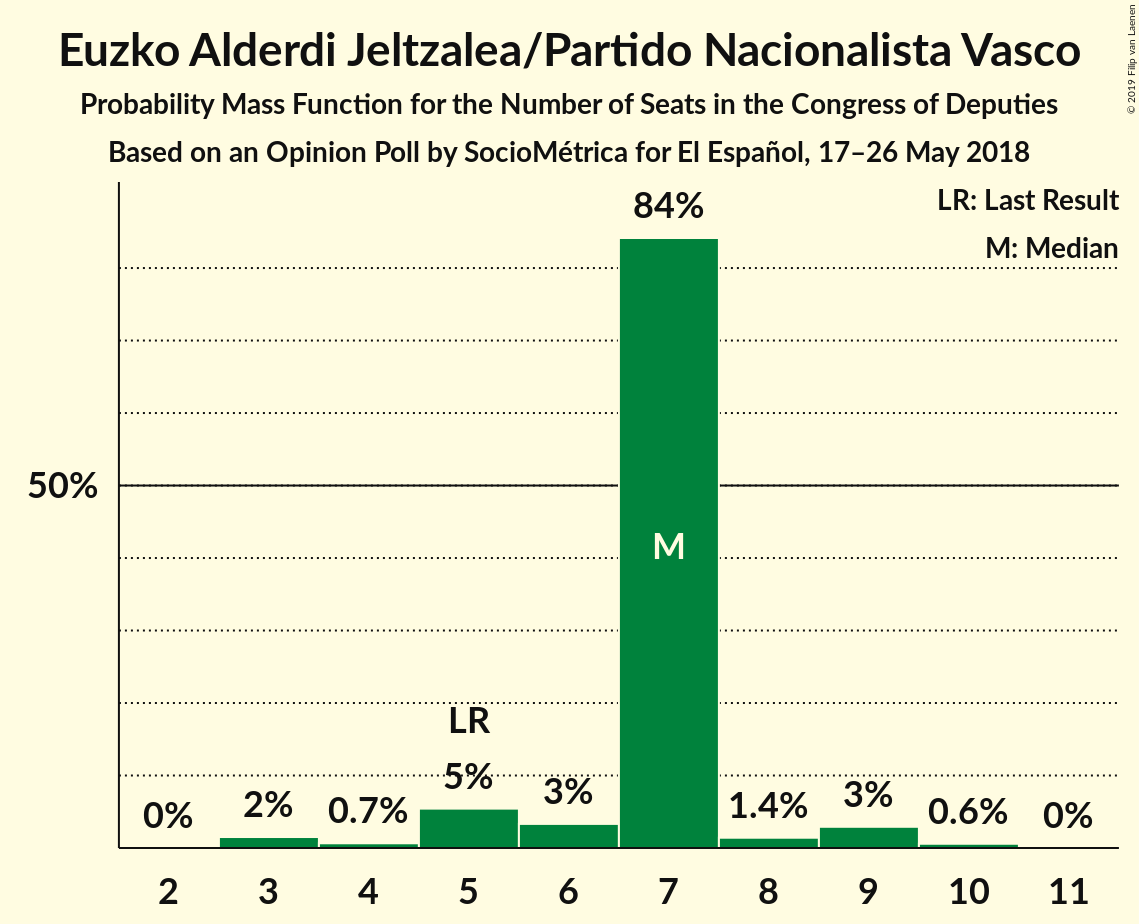 Euzko Alderdi Jeltzalea/Partido Nacionalista Vasco
Probability Mass Function for the Number of Seats in the Congress of Deputies
Based on an Opinion Poll by SocioMétrica for El Español, 17–26 May 2018
© 2019 Filip van Laenen
LR: Last Result
M: Median
84%
50%
M
LR
0%
2%
0.7%
5%
3%
1.4%
3%
0.6%
0%
2 3 4 5 6 7 8 9 10 11